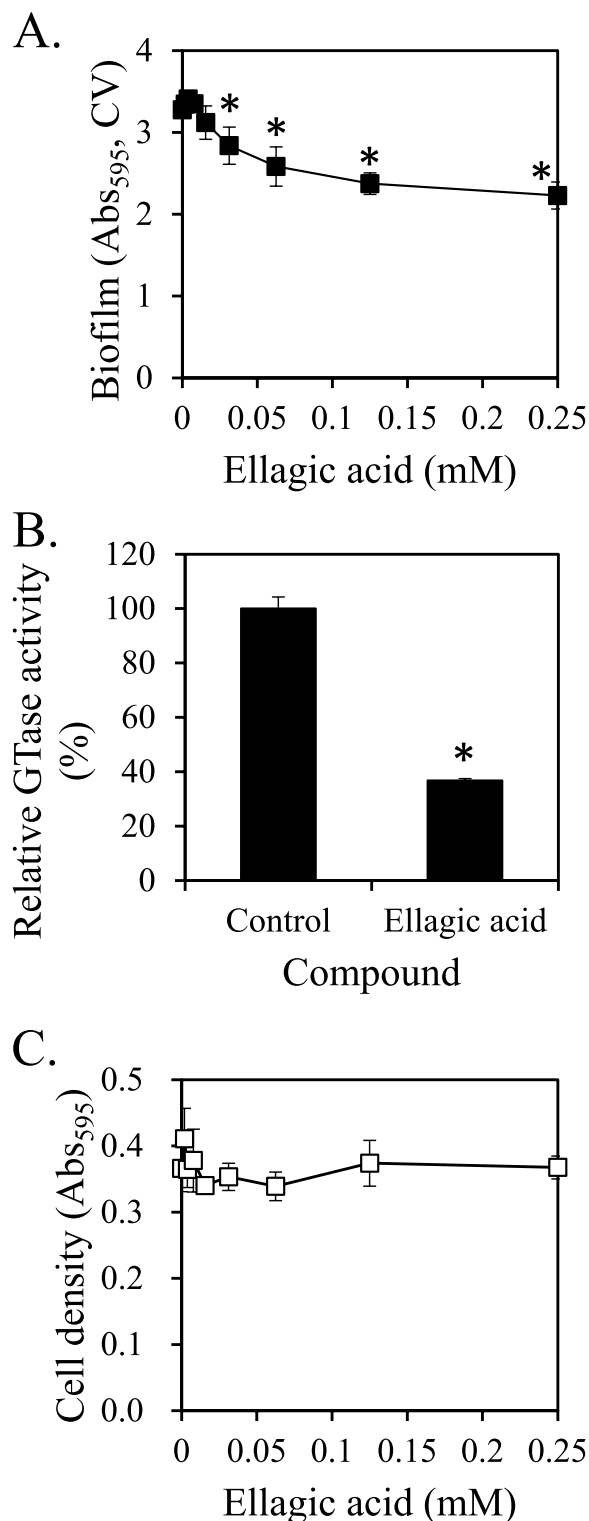 A.
Biofilm (Abs595, CV)
4
3
2
1
0
* * * *
0 0.05 0.1 0.15 0.2 0.25
Ellagic acid (mM)
B.
Relative GTase activity
(%)
120
100
80
60
40
20
0
*
Control Ellagic acid
Compound
C.
Cell density (Abs595)
0.5
0.4
0.3
0.2
0.1
0.0
0 0.05 0.1 0.15 0.2 0.25
Ellagic acid (mM)